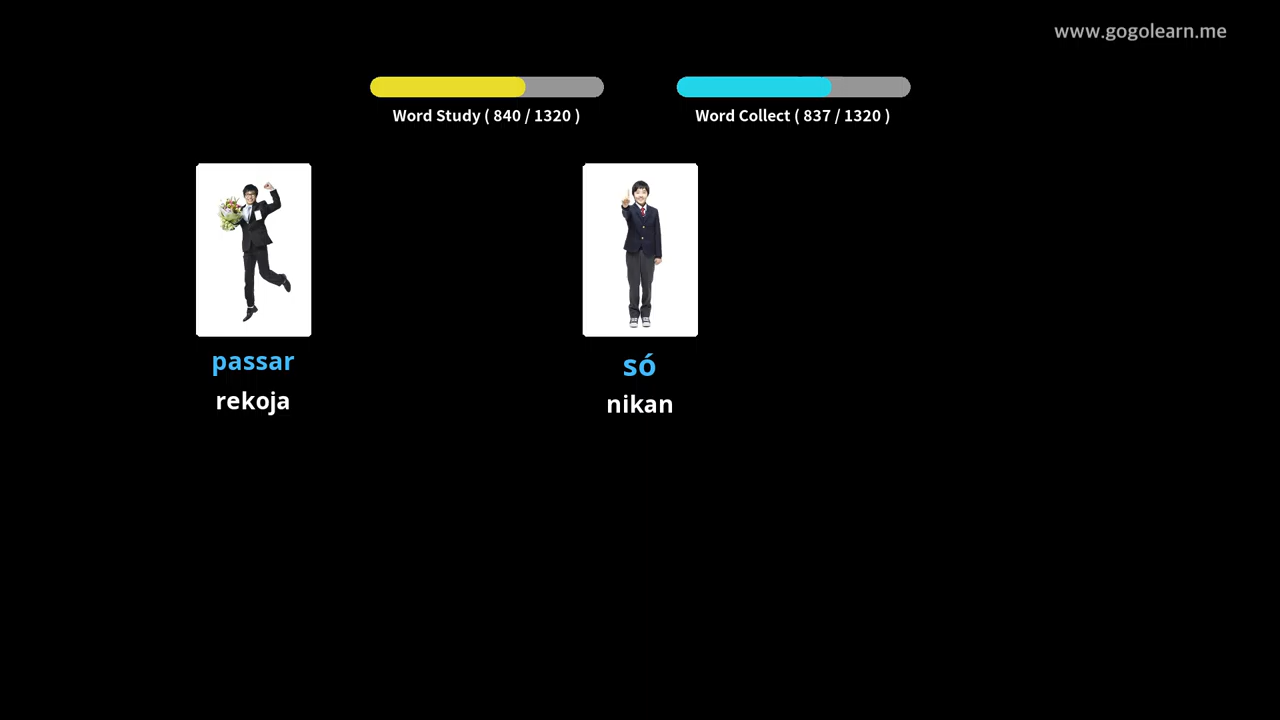 www.gogolearn.me
Word Study ( 840 / 1320 )
Word Collect ( 837 / 1320 )
passar
rekoja
só
nikan